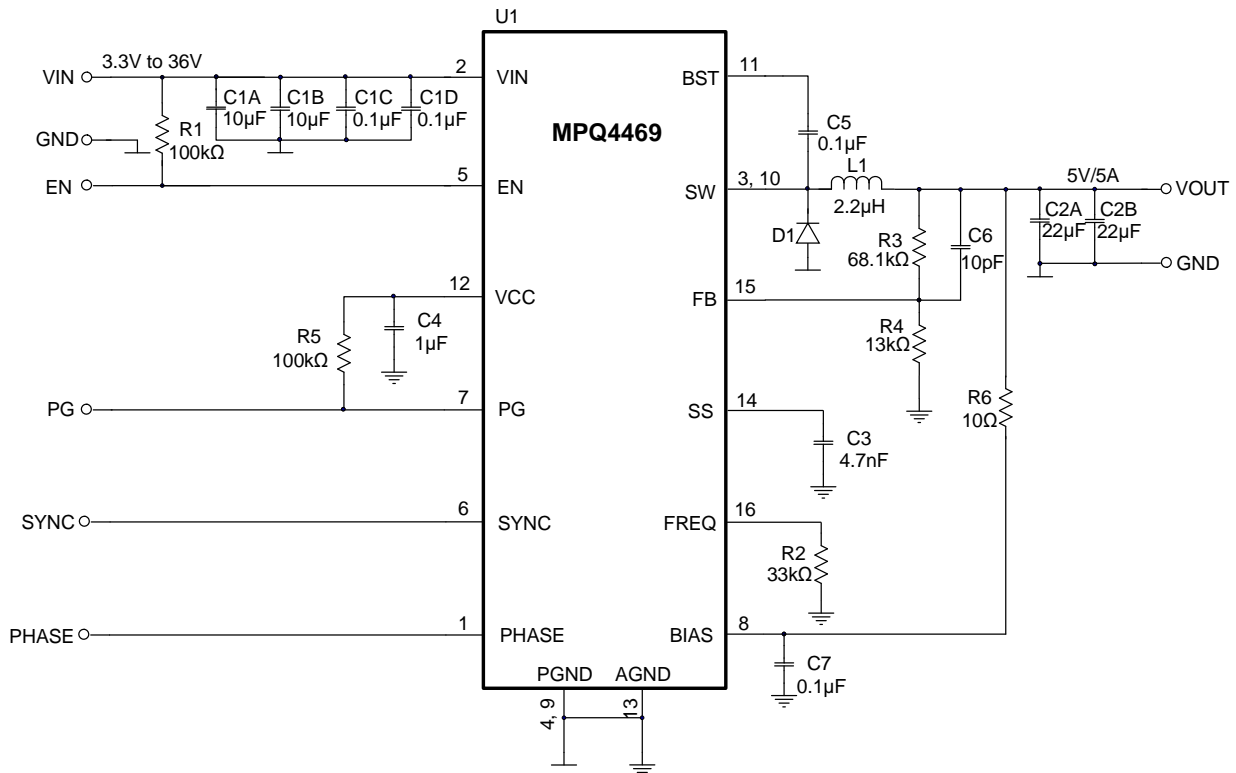 U1
VIN
3.3V to 36V
2
VIN
C1A
10µF
C1B
10µF
C1C
0.1µF
C1D
0.1µF
GND
R1
100kΩ
EN
5
EN
MPQ4469
BST
11
C5
0.1µF
SW
3, 10
L1
2.2µH
D1
5V/5A
VOUT
R3
68.1kΩ
C6
10pF
C2A
22µF
C2B
22µF
GND
12
VCC
C4
1µF
R5
100kΩ
FB
15
R4
13kΩ
PG
7
PG
SS
14
C3
4.7nF
R6
10Ω
SYNC
6
SYNC
FREQ
16
R2
33kΩ
PHASE
1
PHASE
BIAS
8
C7
0.1µF
PGND
AGND
4, 9
13